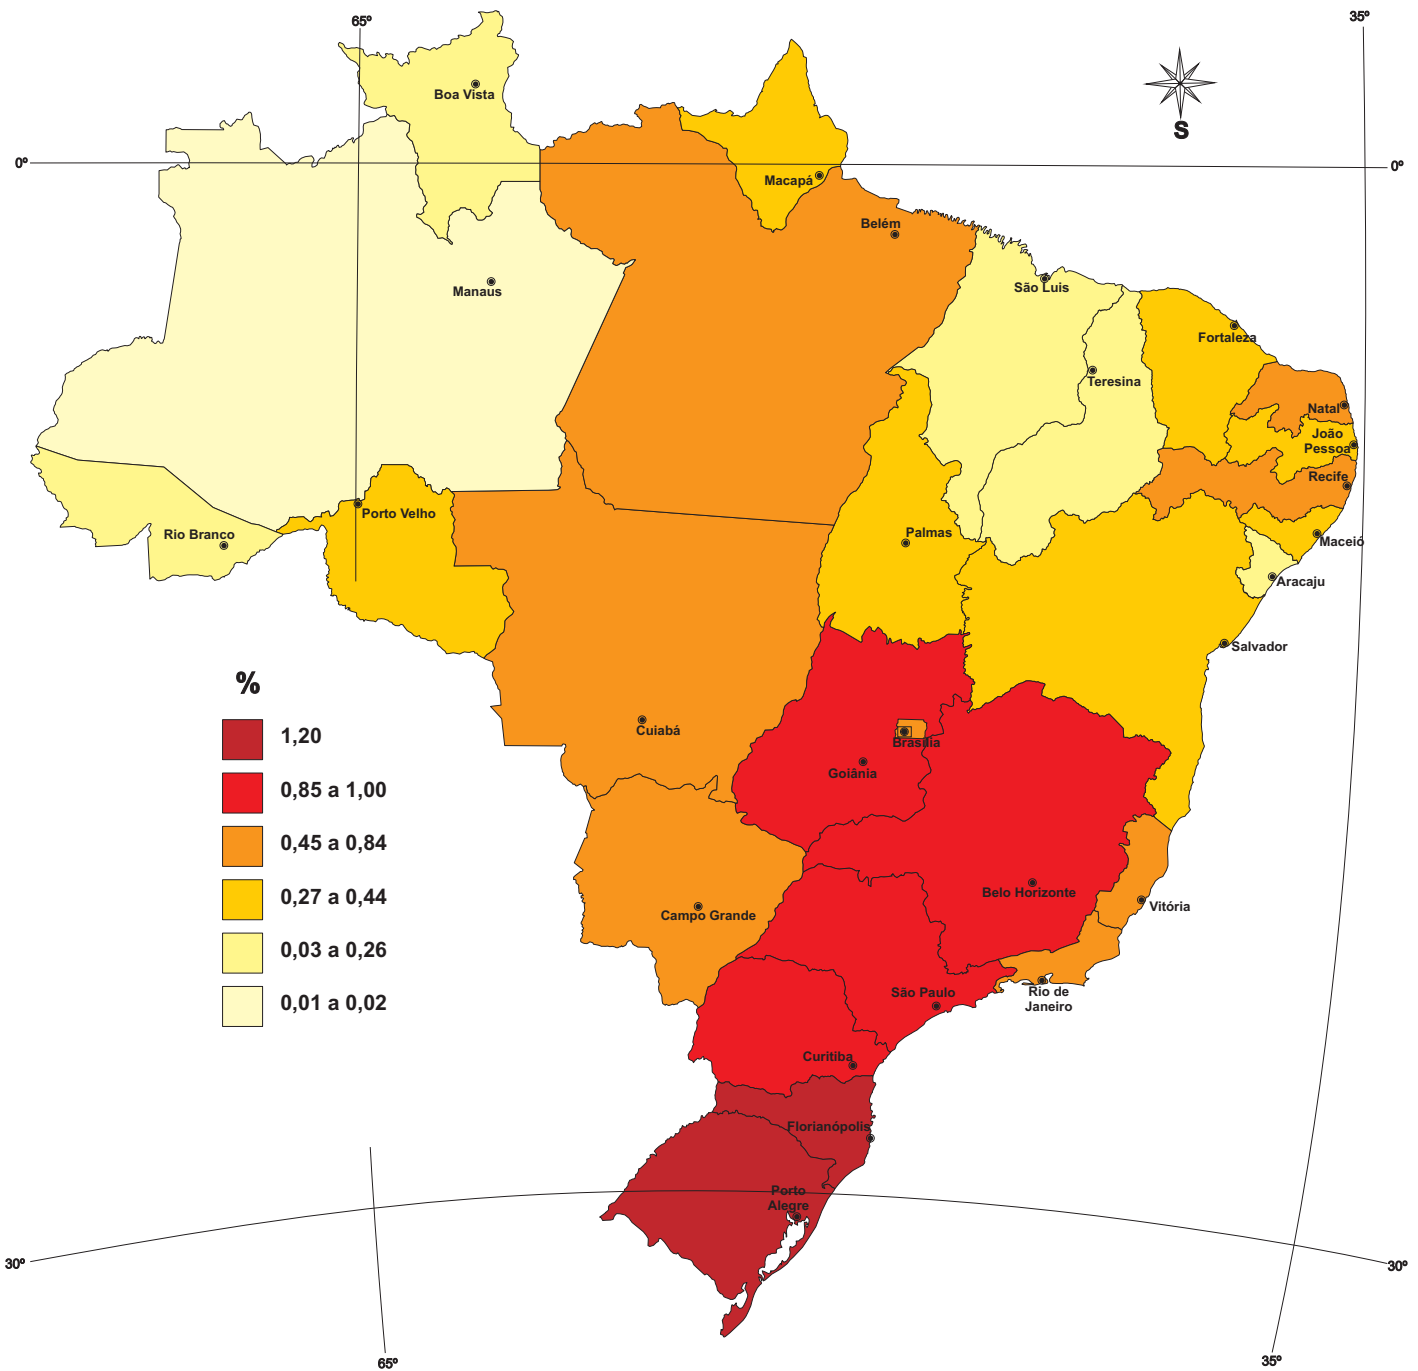 65º
35º
Boa Vista
S
0º
0º
Macapá
Belém
Manaus
São Luis
Fortaleza
Teresina
Natal
João
Pessoa
Recife
Porto Velho
Rio Branco
Palmas
Maceió
Aracaju
Salvador
%
1,20
0,85 a 1,00
0,45 a 0,84
0,27 a 0,44
0,03 a 0,26
0,01 a 0,02
Cuiabá
Brasília
Goiânia
Belo Horizonte
Campo Grande
Vitória
São Paulo
Rio de
Janeiro
Curitiba
Florianópolis
Porto
Alegre
30º
30º
65º
35º